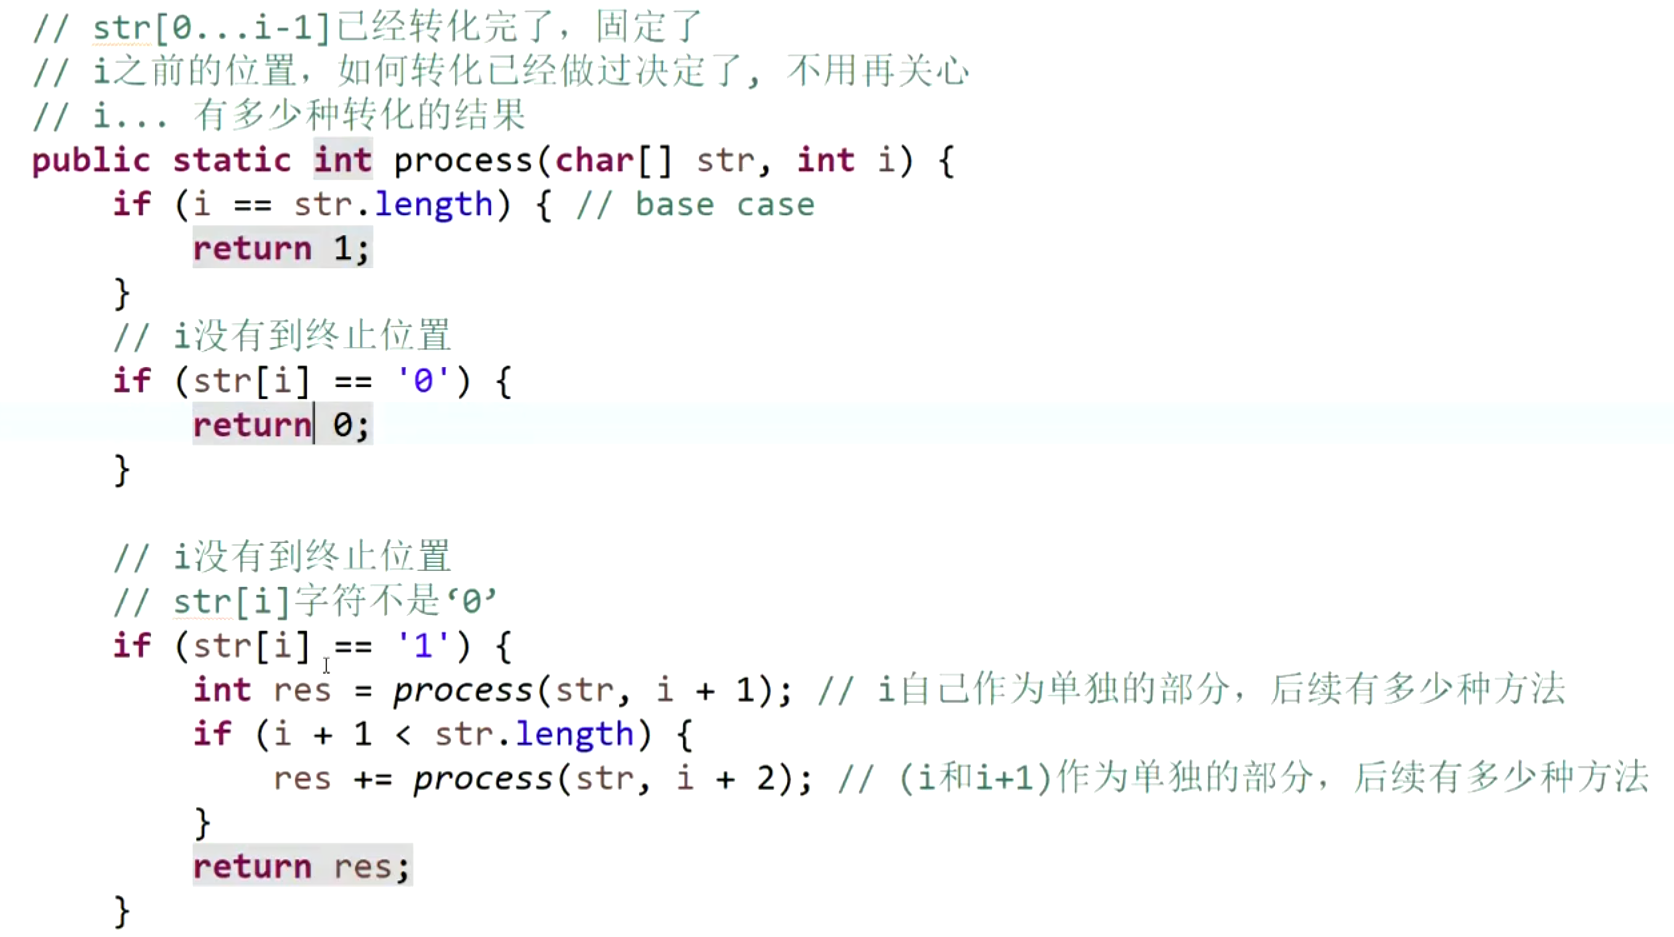 // str[0...i-1]已经转化完了，固定了
// i之前的位置，如何转化已经做过决定了, 不用再关心
// i... 有多少种转化的结果
public static int process(char[] str, int i) {
if (i == str.length) { // base case
return 1;
}
// i没有到终止位置
if (str[i] == '0') {
return 0;
}
// i没有到终止位置
// str[i]字符不是‘0’
if (str[i] == '1') {
int res = process(str, i + 1); // i自己作为单独的部分，后续有多少种方法
if (i + 1 < str.length) {
res += process(str, i + 2); // (i和i+1)作为单独的部分，后续有多少种方法
}
return res;
}